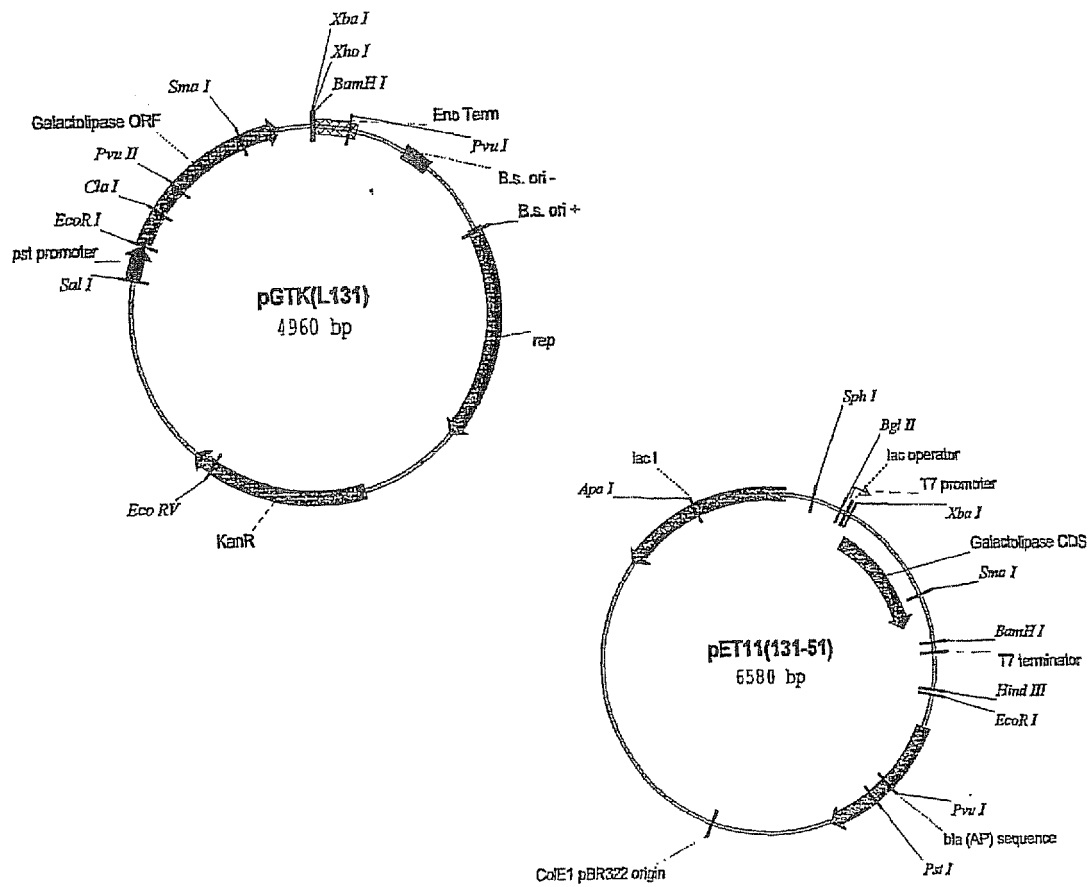 Xba I
Xho I
BamH I
Sma I
Eno Term
Galactolipase ORF
Pvu I
Pvu II
B.s. ori -
Cla I
B.s. ori +
EcoR I
pst promoter
Sal I
pGTK(L131)
4960 bp
rep
Eco RV
KanR
Sph I
Bgl II
lac operator
lac I
T7 promoter
Apa I
Xba I
Galactolipase CDS
Sma I
BamH I
pET11(131-51)
T7 terminator
6580 bp
Hind III
EcoR I
Pvu I
bla (AP) sequence
Pst I
ColE1 pBR322 origin